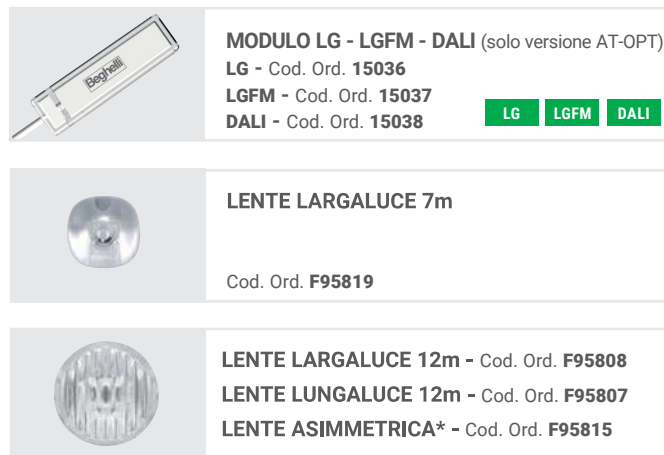 Beghelli
MODULO LG - LGFM - DALI (solo versione AT-OPT)
LG - Cod. Ord. 15036
LGFM - Cod. Ord. 15037
DALI - Cod. Ord. 15038
LG LGFM DALI
LENTE LARGALUCE 7m
Cod. Ord. F95819
LENTE LARGALUCE 12m - Cod. Ord. F95808
LENTE LUNGALUCE 12m - Cod. Ord. F95807
LENTE ASIMMETRICA* - Cod. Ord. F95815